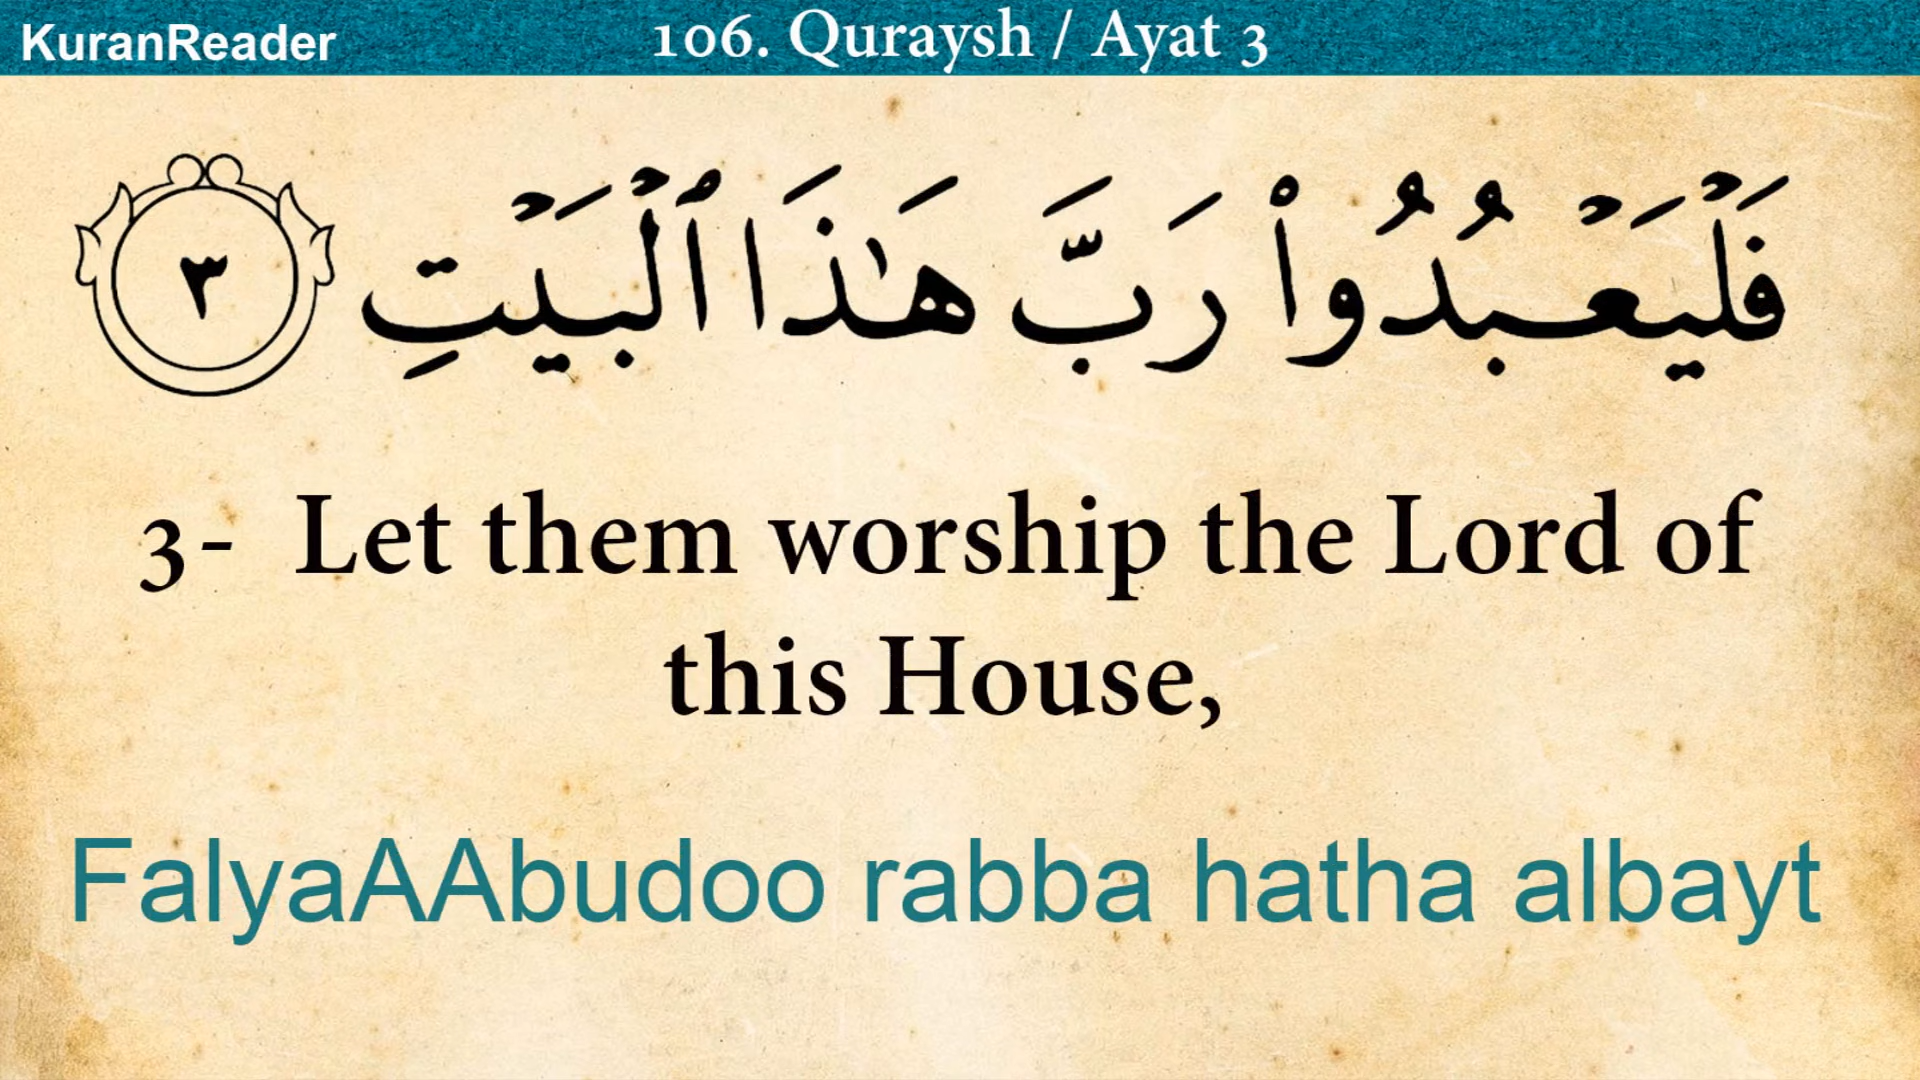 KuranReader
106. Quraysh / Ayat 3
فَلْيَعْبُدُوا۟ رَبَّ هَـٰذَا ٱلْبَيْتِ ٣
3- Let them worship the Lord of
this House,
FalyaAAbudoo rabba hatha albayt